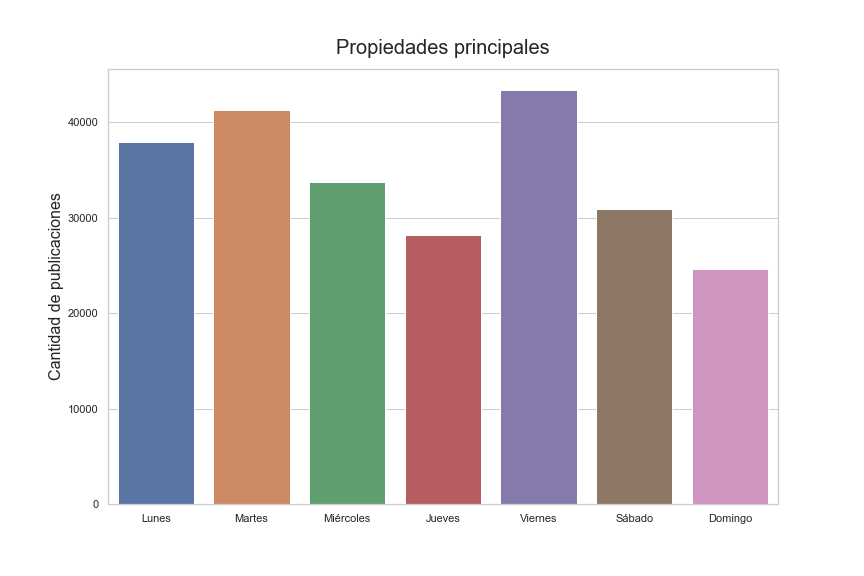 Propiedades principales
Cantidad de publicaciones
40000
30000
20000
10000
0
Lunes Martes Miércoles Jueves Viernes Sábado Domingo